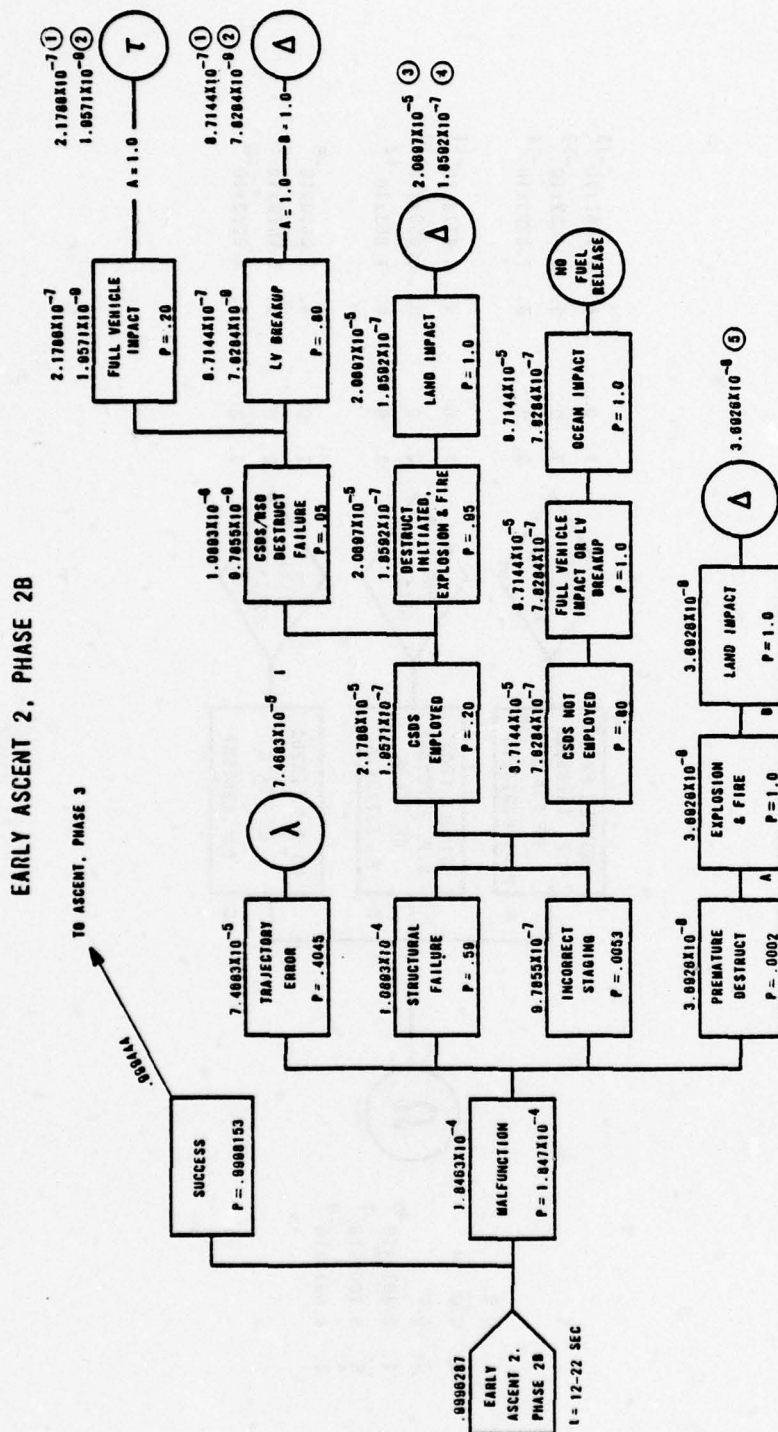 EARLY ASCENT 2, PHASE 2B
.9996287
EARLY
ASCENT 2,
PHASE 2B
t = 12-22 SEC
SUCCESS
P = .9998153
.999444
TO ASCENT, PHASE 3
1.8463X10⁻⁴
MALFUNCTION
P = 1.847X10⁻⁴
7.4683X10⁻⁵
TRAJECTORY
ERROR
P = .4045
λ
7.4683X10⁻⁵
1.0893X10⁻⁴
STRUCTURAL
FAILURE
P = .59
9.7855X10⁻⁷
INCORRECT
STAGING
P = .0053
3.6926X10⁻⁸
PREMATURE
DESTRUCT
P = .0002
A
2.1786X10⁻⁵
1.9571X10⁻⁷
CSDS
EMPLOYED
P = .20
8.7144X10⁻⁵
7.8284X10⁻⁷
CSDS NOT
EMPLOYED
P = .80
3.6926X10⁻⁸
EXPLOSION
& FIRE
P = 1.0
B
1.0893X10⁻⁶
9.7855X10⁻⁹
CSDS/RSO
DESTRUCT
FAILURE
P = .05
2.0697X10⁻⁵
1.8592X10⁻⁷
DESTRUCT
INITIATED,
EXPLOSION & FIRE
P = .95
8.7144X10⁻⁵
7.8284X10⁻⁷
FULL VEHICLE
IMPACT OR LV
BREAKUP
P = 1.0
3.6926X10⁻⁸
LAND IMPACT
P = 1.0
Δ
3.6926X10⁻⁸ ⑤
2.1786X10⁻⁷
1.9571X10⁻⁹
FULL VEHICLE
IMPACT
P = .20
A = 1.0
2.1786X10⁻⁷ ①
1.9571X10⁻⁹ ②
τ
8.7144X10⁻⁷
7.8284X10⁻⁹
LV BREAKUP
P = .80
A = 1.0
B = 1.0
8.7144X10⁻⁷ ①
7.8284X10⁻⁹ ②
Δ
2.0697X10⁻⁵
1.8592X10⁻⁷
LAND IMPACT
P = 1.0
Δ
2.0697X10⁻⁵ ③
1.8592X10⁻⁷ ④
8.7144X10⁻⁵
7.8284X10⁻⁷
OCEAN IMPACT
P = 1.0
NO
FUEL
RELEASE